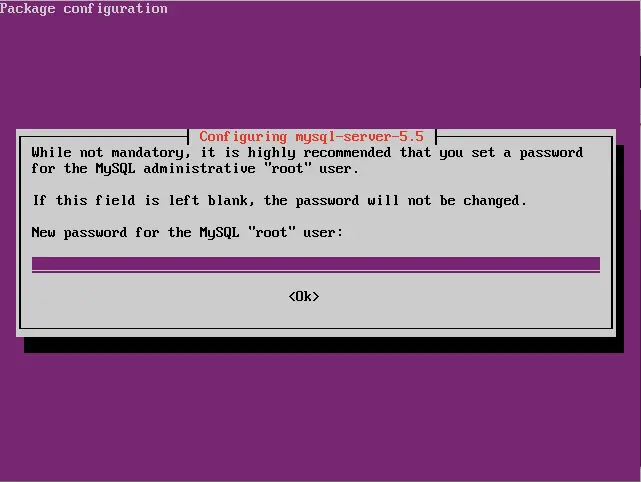 Package configuration
Configuring mysql-server-5.5
While not mandatory, it is highly recommended that you set a password
for the MySQL administrative "root" user.
If this field is left blank, the password will not be changed.
New password for the MySQL "root" user:
<Ok>